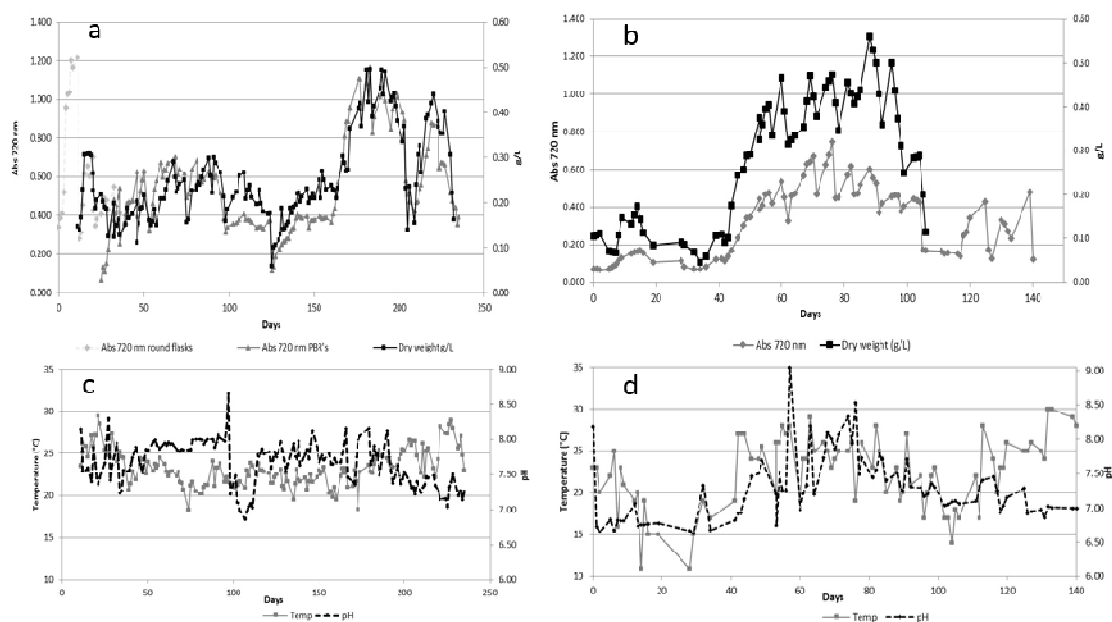 a
1.400
1.200
1.000
0.800
0.600
0.400
0.200
0.000
Abs 720 nm
0.60
0.50
0.40
0.30
0.20
0.10
0.00
g/L
0 50 100 150 200 250
Days
Abs 720 nm round flasks Abs 720 nm PBR's Dry weight g/L
b
1.400
1.200
1.000
0.800
0.600
0.400
0.200
0.000
Abs 720 nm
0.60
0.50
0.40
0.30
0.20
0.10
0.00
g/L
0 20 40 60 80 100 120 140
Days
Abs 720 nm Dry weight (g/L)
c
35
30
25
20
15
10
Temperature (°C)
9.00
8.50
8.00
7.50
7.00
6.50
6.00
pH
0 50 100 150 200 250
Days
Temp pH
d
35
30
25
20
15
10
Temperature (°C)
9.00
8.50
8.00
7.50
7.00
6.50
6.00
pH
0 20 40 60 80 100 120 140
Days
Temp pH